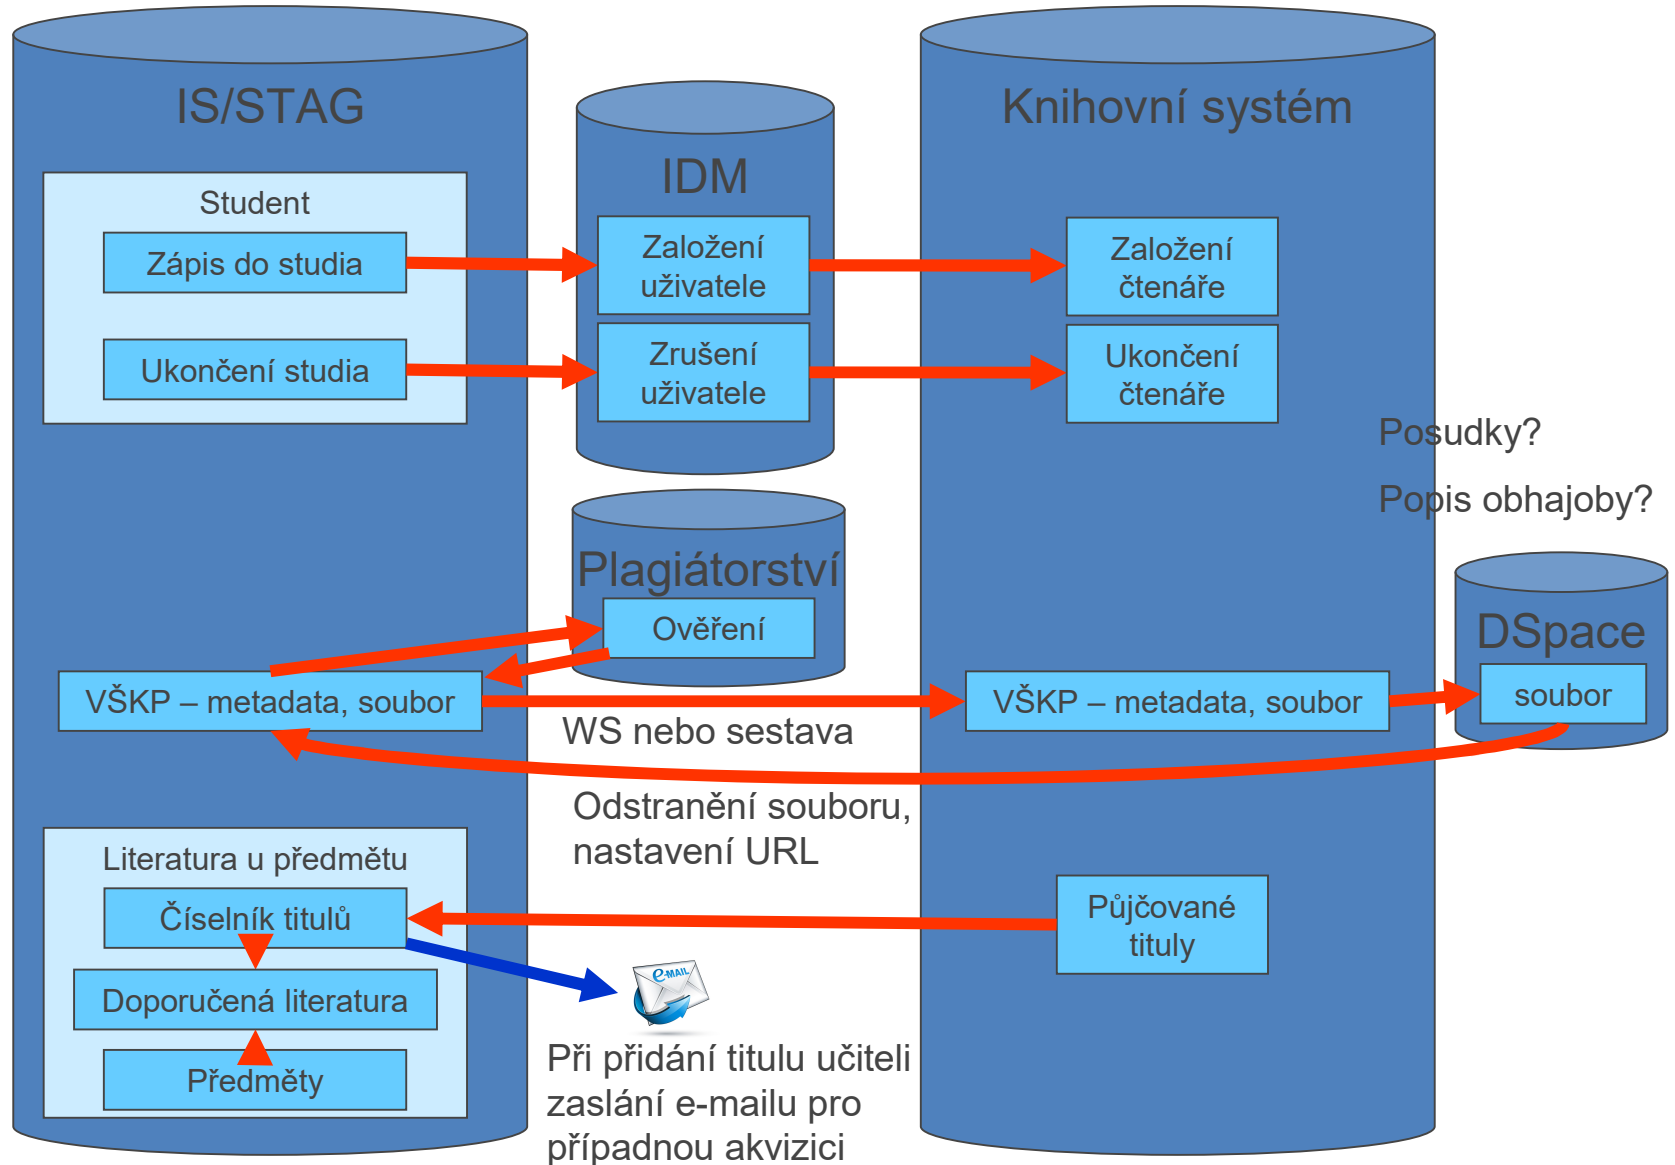 IS/STAG
Knihovní systém
IDM
Student
Zápis do studia
Založení
uživatele
Založení
čtenáře
Ukončení studia
Zrušení
uživatele
Ukončení
čtenáře
Posudky?
Popis obhajoby?
Plagiátorství
Ověření
DSpace
VŠKP – metadata, soubor
VŠKP – metadata, soubor
soubor
WS nebo sestava
Odstranění souboru,
nastavení URL
Literatura u předmětu
Číselník titulů
Půjčované
tituly
e-MAIL
Doporučená literatura
Předměty
Při přidání titulu učiteli
zaslání e-mailu pro
případnou akvizici